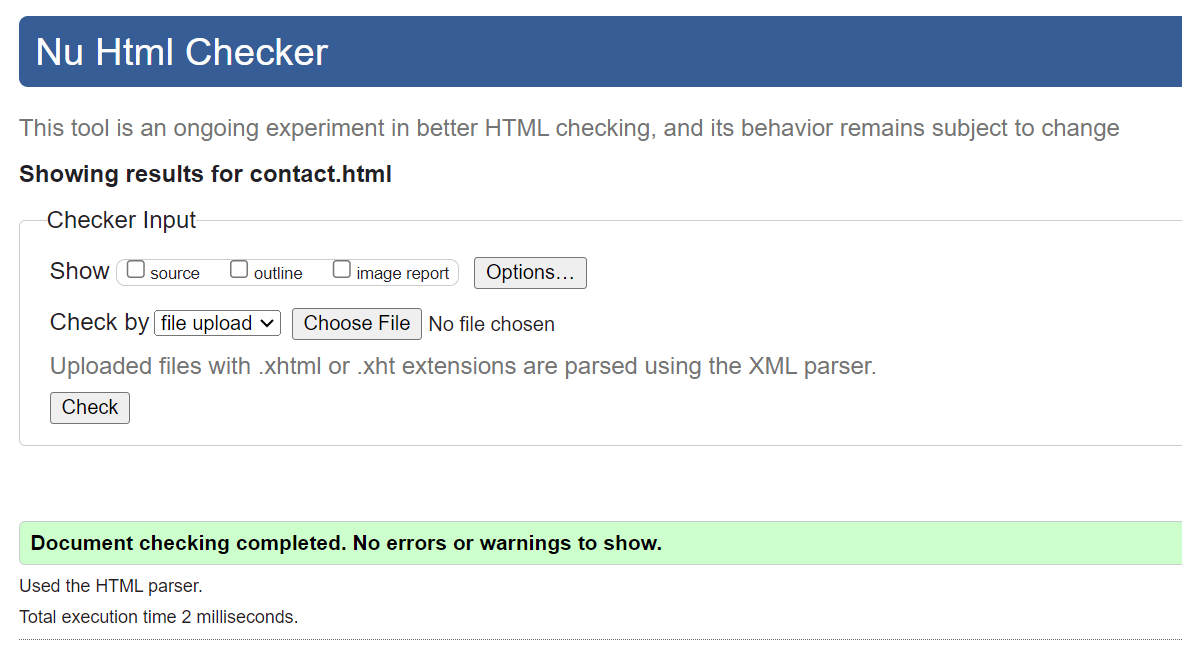 Nu Html Checker
This tool is an ongoing experiment in better HTML checking, and its behavior remains subject to change
Showing results for contact.html
Checker Input
Show source outline image report Options...
Check by file upload Choose File No file chosen
Uploaded files with .xhtml or .xht extensions are parsed using the XML parser.
Check
Document checking completed. No errors or warnings to show.
Used the HTML parser.
Total execution time 2 milliseconds.